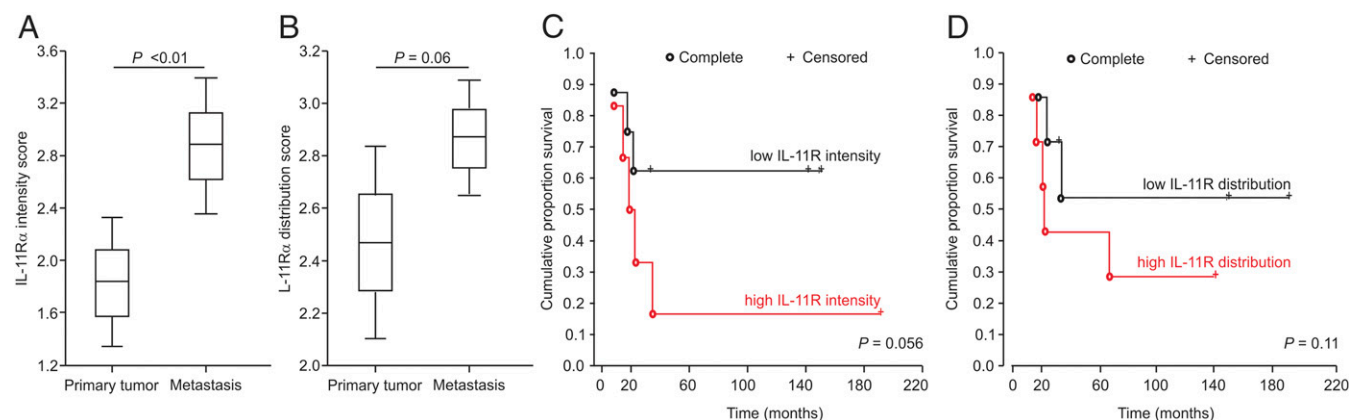 A
IL-11Rα intensity score
3.6
3.2
2.8
2.4
2.0
1.6
1.2
P <0.01
Primary tumor
Metastasis
B
L-11Rα distribution score
3.2
3.0
2.8
2.6
2.4
2.2
2.0
P = 0.06
Primary tumor
Metastasis
C
Cumulative proportion survival
1.0
0.9
0.8
0.7
0.6
0.5
0.4
0.3
0.2
0.1
0.0
Complete
+ Censored
low IL-11R intensity
high IL-11R intensity
P = 0.056
0 20 60 100 140 180 220
Time (months)
D
Cumulative proportion survival
1.0
0.9
0.8
0.7
0.6
0.5
0.4
0.3
0.2
0.1
0.0
Complete
+ Censored
low IL-11R distribution
high IL-11R distribution
P = 0.11
0 20 60 100 140 180 220
Time (months)